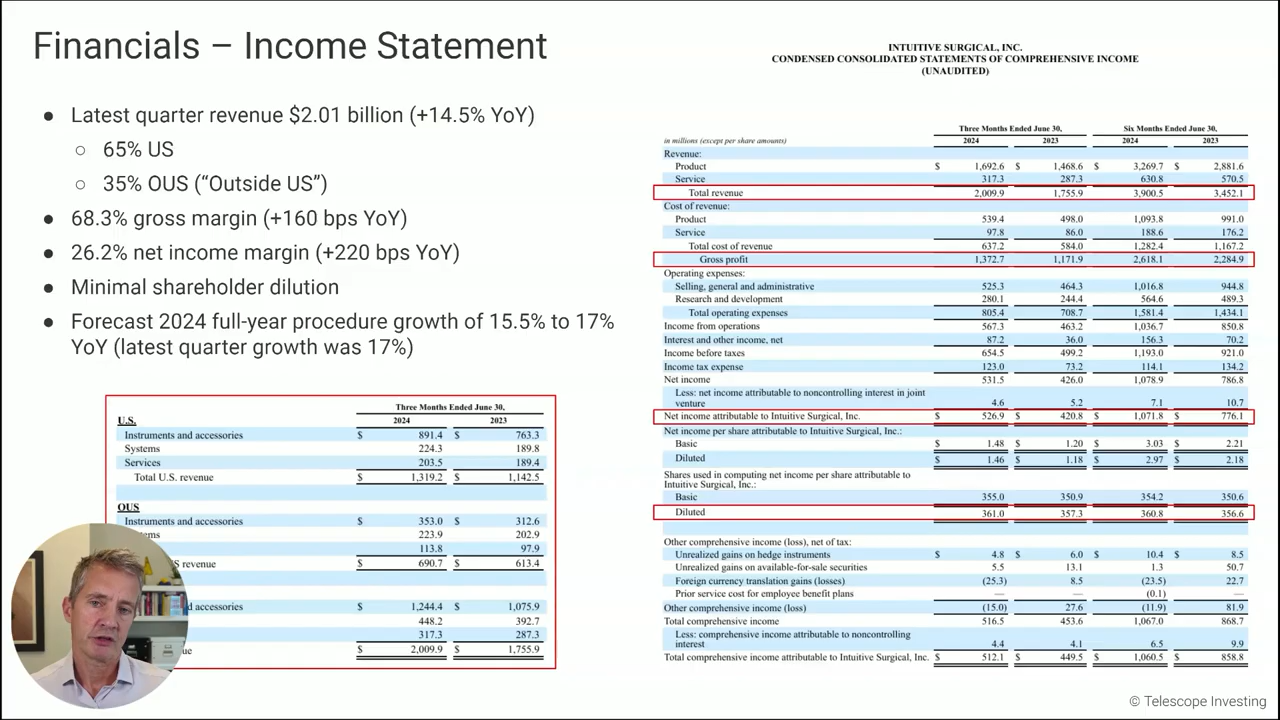 Financials – Income Statement
● Latest quarter revenue $2.01 billion (+14.5% YoY)
○ 65% US
○ 35% OUS (“Outside US”)
● 68.3% gross margin (+160 bps YoY)
● 26.2% net income margin (+220 bps YoY)
● Minimal shareholder dilution
● Forecast 2024 full-year procedure growth of 15.5% to 17%
YoY (latest quarter growth was 17%)
Three Months Ended June 30,
U.S. 2024 2023
Instruments and accessories $ 891.4 $ 763.3
Systems 224.3 189.8
Services 203.5 189.4
Total U.S. revenue $ 1,319.2 $ 1,142.5
OUS
Instruments and accessories $ 353.0 $ 312.6
223.9 202.9
113.8 97.9
revenue $ 690.7 $ 613.4
accessories $ 1,244.4 $ 1,075.9
448.2 392.7
317.3 287.3
$ 2,009.9 $ 1,755.9
INTUITIVE SURGICAL, INC.
CONDENSED CONSOLIDATED STATEMENTS OF COMPREHENSIVE INCOME
(UNAUDITED)
Three Months Ended June 30, Six Months Ended June 30,
in millions (except per share amounts) 2024 2023 2024 2023
Revenue:
Product $ 1,692.6 $ 1,468.6 $ 3,269.7 $ 2,881.6
Service 317.3 287.3 630.8 570.5
Total revenue 2,009.9 1,755.9 3,900.5 3,452.1
Cost of revenue:
Product 539.4 498.0 1,093.8 991.0
Service 97.8 86.0 188.6 176.2
Total cost of revenue 637.2 584.0 1,282.4 1,167.2
Gross profit 1,372.7 1,171.9 2,618.1 2,284.9
Operating expenses:
Selling, general and administrative 525.3 464.3 1,016.8 944.8
Research and development 280.1 244.4 564.6 489.3
Total operating expenses 805.4 708.7 1,581.4 1,434.1
Income from operations 567.3 463.2 1,036.7 850.8
Interest and other income, net 87.2 36.0 156.3 70.2
Income before taxes 654.5 499.2 1,193.0 921.0
Income tax expense 123.0 73.2 114.1 134.2
Net income 531.5 426.0 1,078.9 786.8
Less: net income attributable to noncontrolling interest in joint
venture 4.6 5.2 7.1 10.7
Net income attributable to Intuitive Surgical, Inc. $ 526.9 $ 420.8 $ 1,071.8 $ 776.1
Net income per share attributable to Intuitive Surgical, Inc.:
Basic $ 1.48 $ 1.20 $ 3.03 $ 2.21
Diluted $ 1.46 $ 1.18 $ 2.97 $ 2.18
Shares used in computing net income per share attributable to
Intuitive Surgical, Inc.:
Basic 355.0 350.9 354.2 350.6
Diluted 361.0 357.3 360.8 356.6
Other comprehensive income (loss), net of tax:
Unrealized gains on hedge instruments $ 4.8 $ 6.0 $ 10.4 $ 8.5
Unrealized gains on available-for-sale securities 5.5 13.1 1.3 50.7
Foreign currency translation gains (losses) (25.3) 8.5 (23.5) 22.7
Prior service cost for employee benefit plans — — (0.1) —
Other comprehensive income (loss) (15.0) 27.6 (11.9) 81.9
Total comprehensive income 516.5 453.6 1,067.0 868.7
Less: comprehensive income attributable to noncontrolling
interest 4.4 4.1 6.5 9.9
Total comprehensive income attributable to Intuitive Surgical, Inc. $ 512.1 $ 449.5 $ 1,060.5 $ 858.8
© Telescope Investing